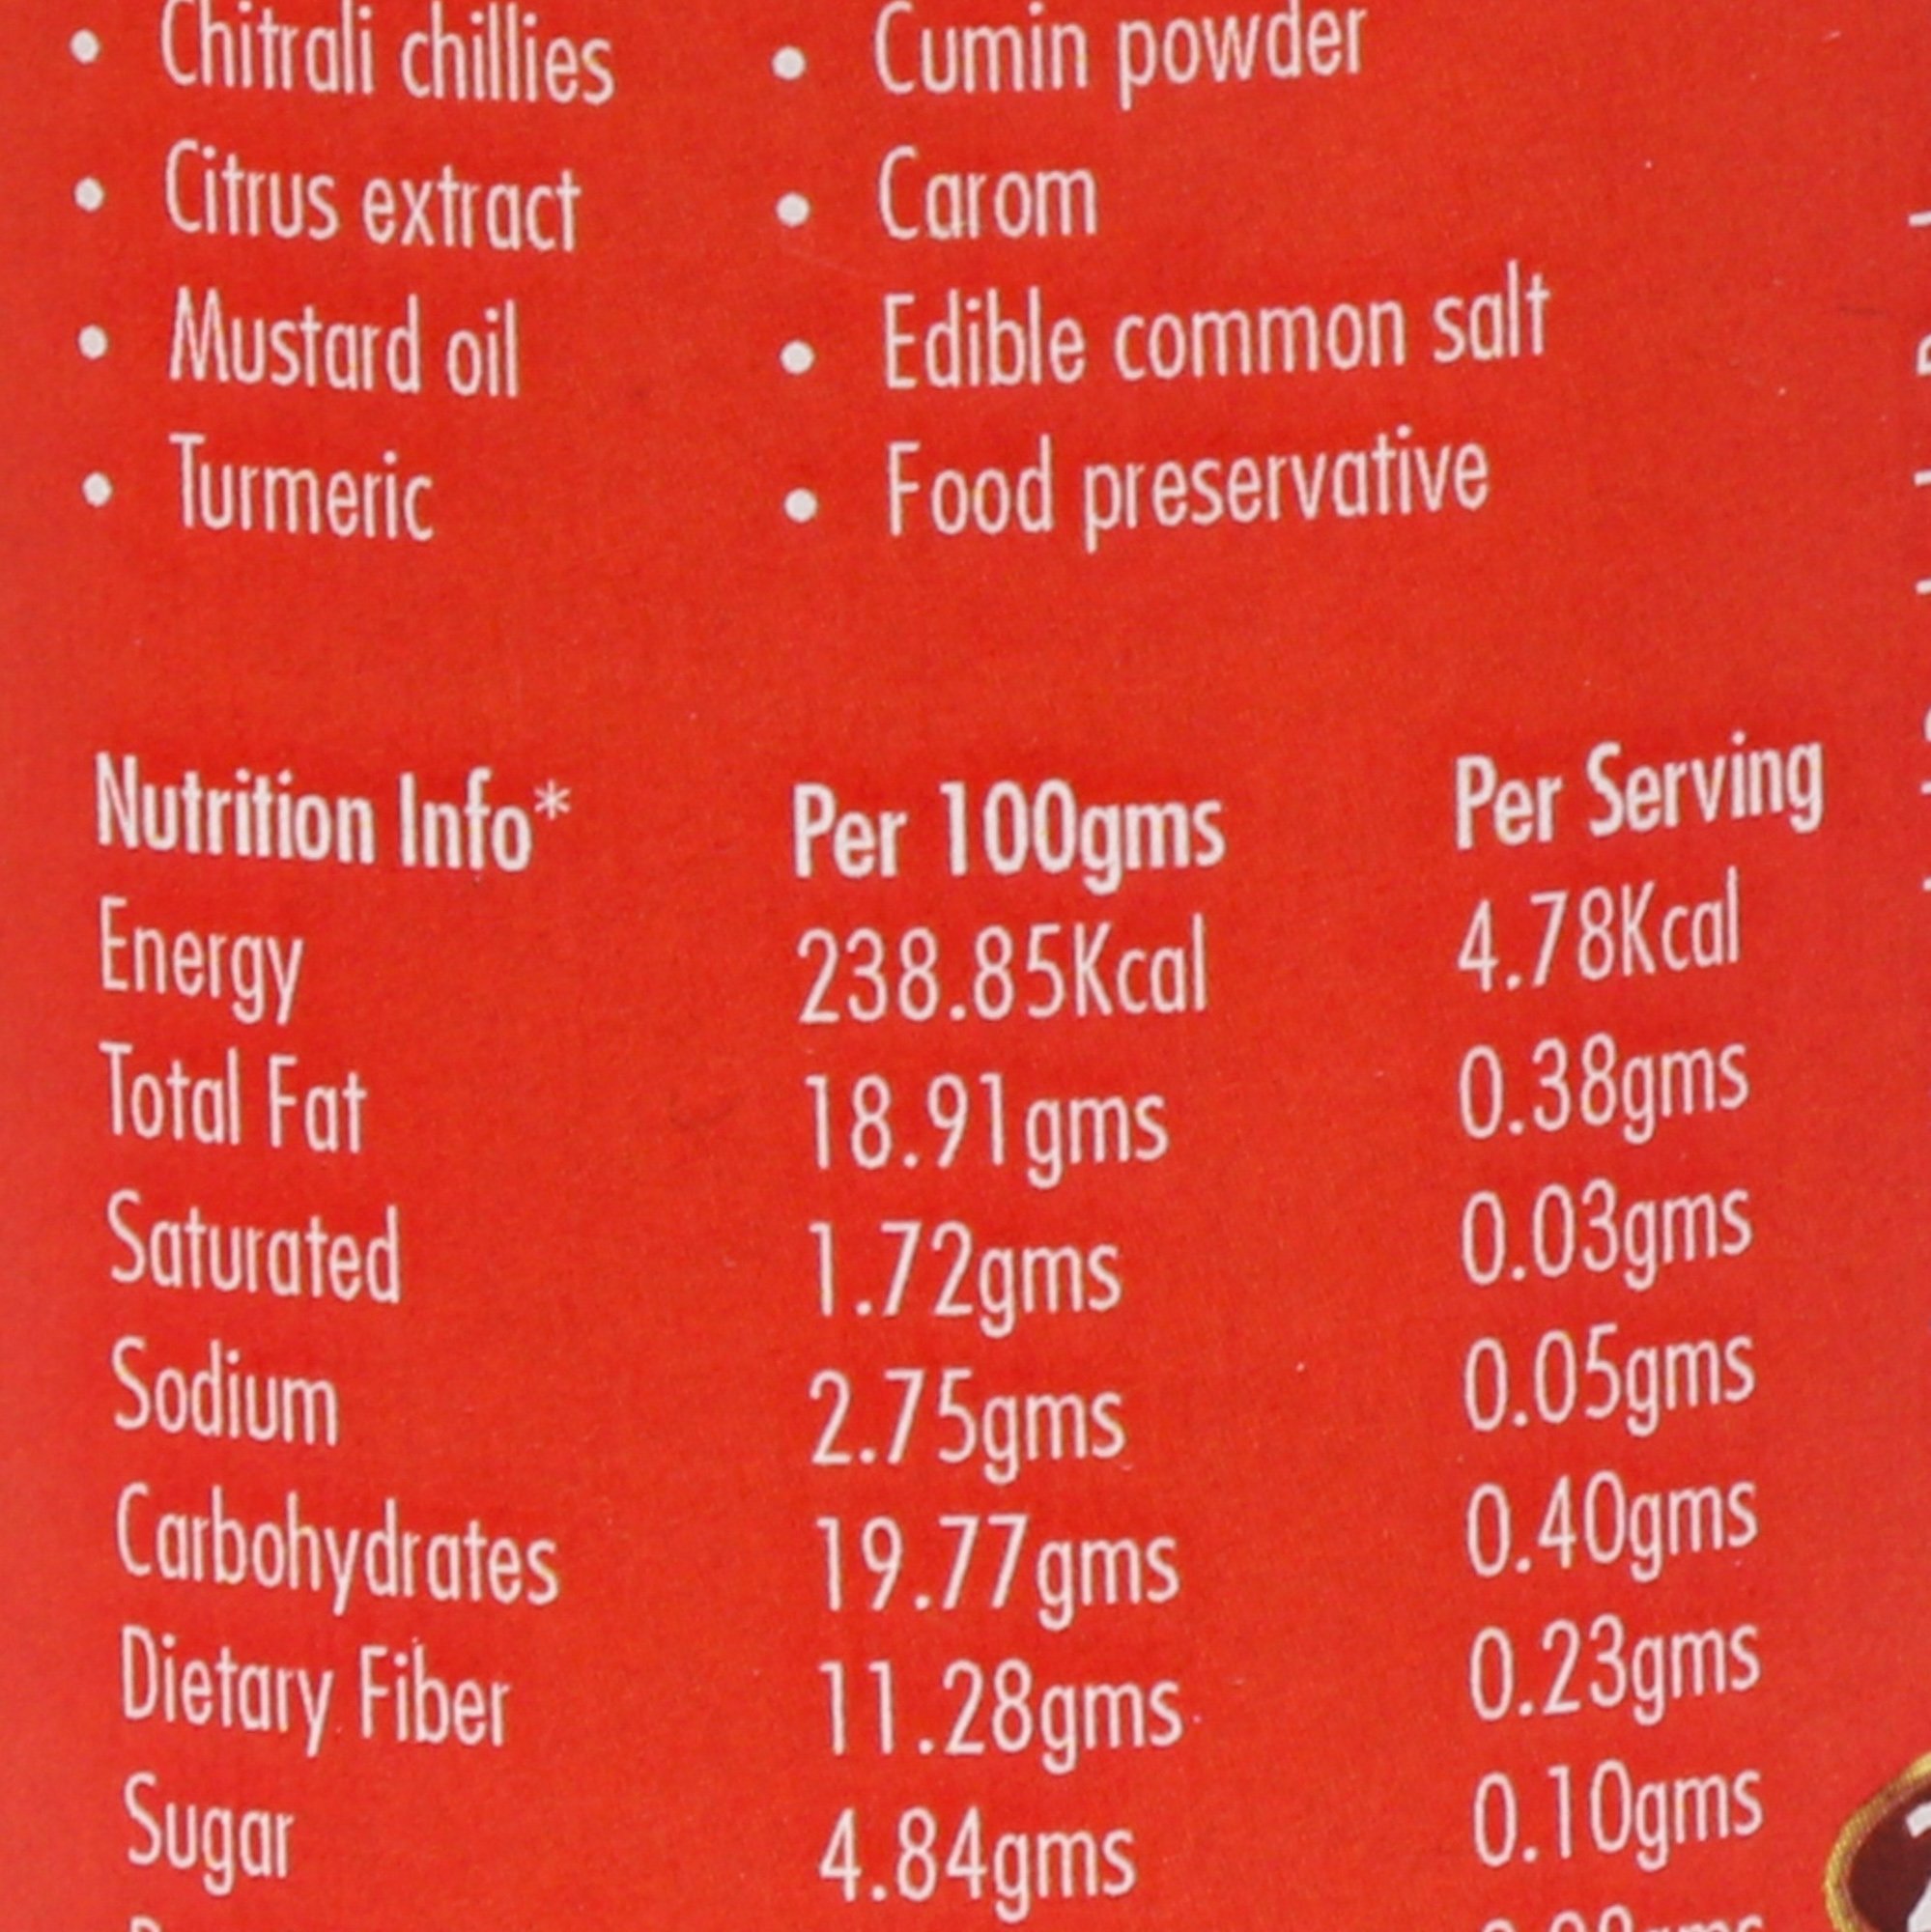 • Chitrali chillies • Cumin powder
• Citrus extract • Carom
• Mustard oil • Edible common salt
• Turmeric • Food preservative
Nutrition Info* Per 100gms Per Serving
Energy 238.85Kcal 4.78Kcal
Total Fat 18.91gms 0.38gms
Saturated 1.72gms 0.03gms
Sodium 2.75gms 0.05gms
Carbohydrates 19.77gms 0.40gms
Dietary Fiber 11.28gms 0.23gms
Sugar 4.84gms 0.10gms